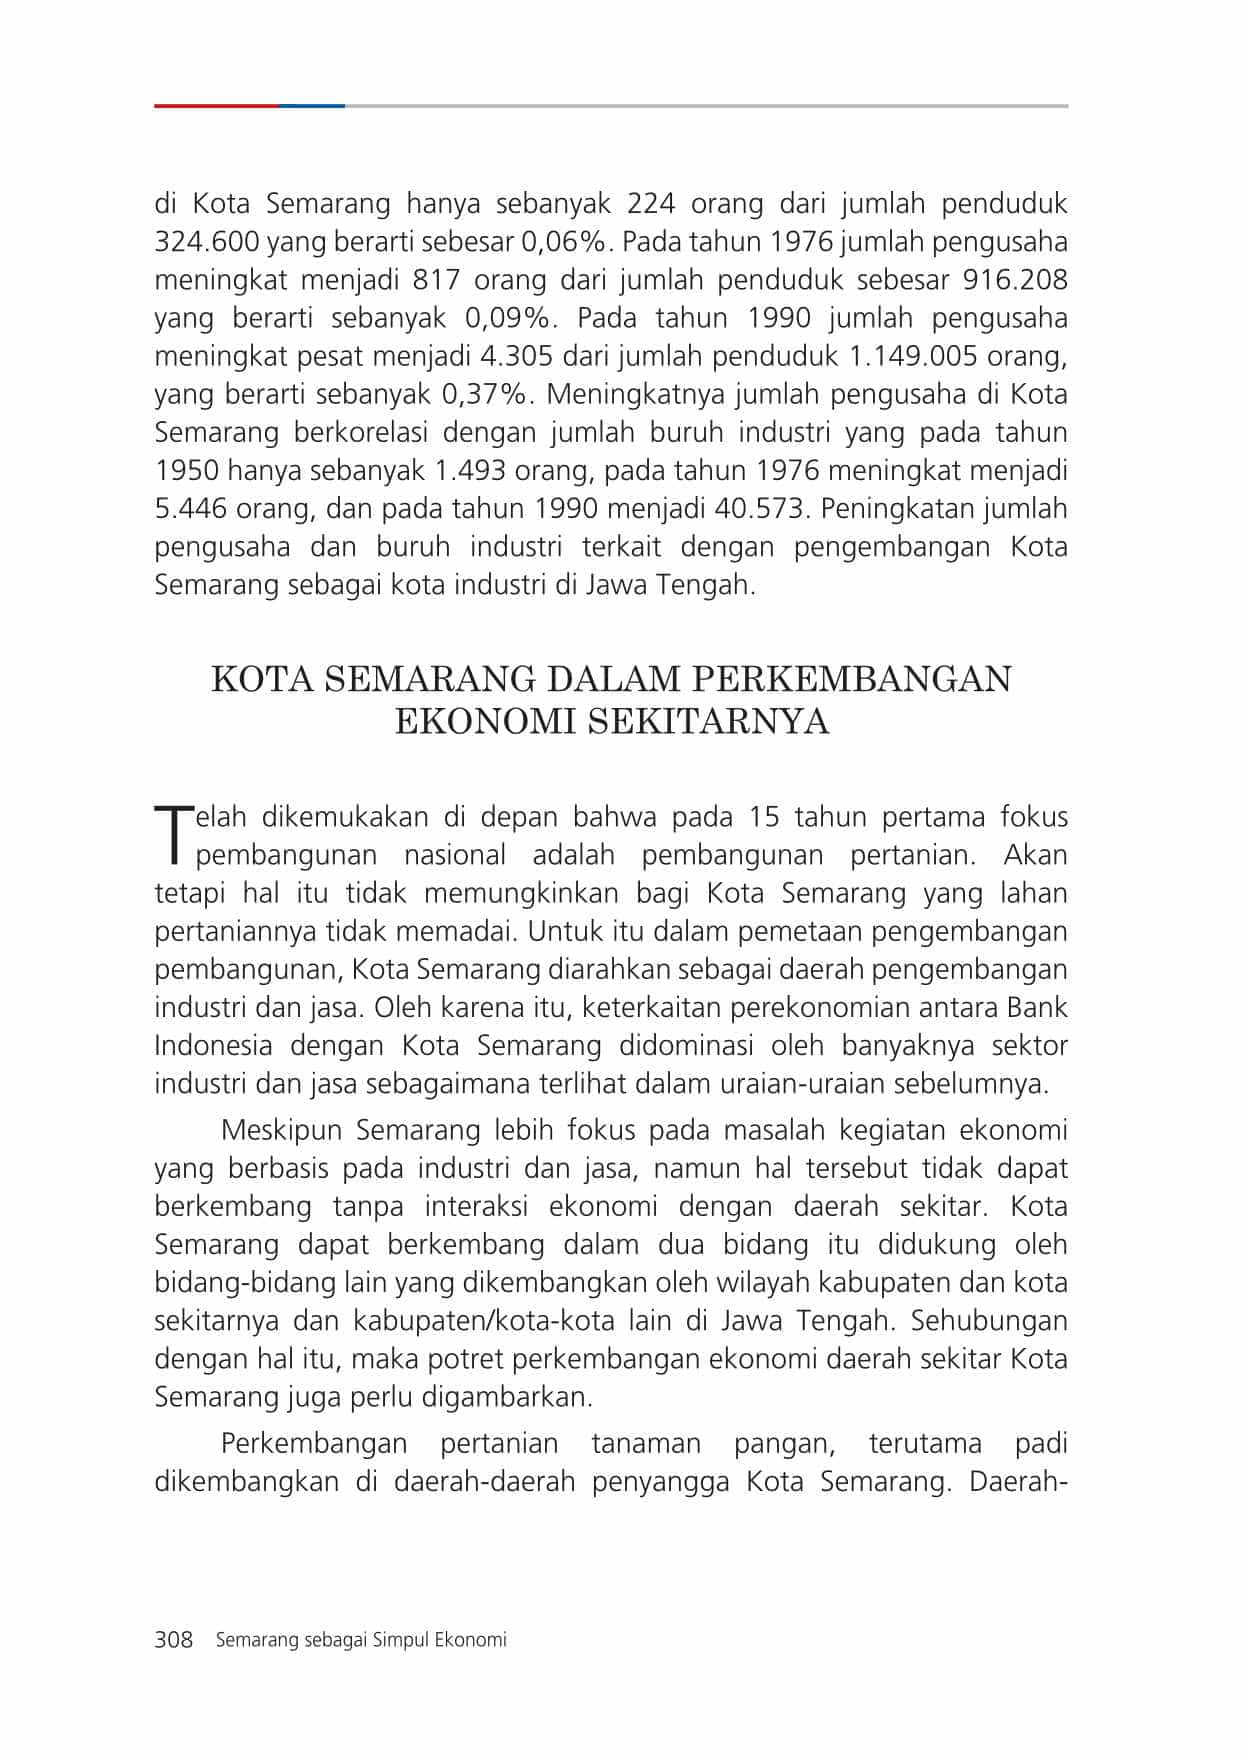 di Kota Semarang hanya sebanyak 224 orang dari jumlah penduduk
324.600 yang berarti sebesar 0,06%. Pada tahun 1976 jumlah pengusaha
meningkat menjadi 817 orang dari jumlah penduduk sebesar 916.208
yang berarti sebanyak 0,09%. Pada tahun 1990 jumlah pengusaha
meningkat pesat menjadi 4.305 dari jumlah penduduk 1.149.005 orang,
yang berarti sebanyak 0,37%. Meningkatnya jumlah pengusaha di Kota
Semarang berkorelasi dengan jumlah buruh industri yang pada tahun
1950 hanya sebanyak 1.493 orang, pada tahun 1976 meningkat menjadi
5.446 orang, dan pada tahun 1990 menjadi 40.573. Peningkatan jumlah
pengusaha dan buruh industri terkait dengan pengembangan Kota
Semarang sebagai kota industri di Jawa Tengah.
KOTA SEMARANG DALAM PERKEMBANGAN
EKONOMI SEKITARNYA
Telah dikemukakan di depan bahwa pada 15 tahun pertama fokus
pembangunan nasional adalah pembangunan pertanian. Akan
tetapi hal itu tidak memungkinkan bagi Kota Semarang yang lahan
pertaniannya tidak memadai. Untuk itu dalam pemetaan pengembangan
pembangunan, Kota Semarang diarahkan sebagai daerah pengembangan
industri dan jasa. Oleh karena itu, keterkaitan perekonomian antara Bank
Indonesia dengan Kota Semarang didominasi oleh banyaknya sektor
industri dan jasa sebagaimana terlihat dalam uraian-uraian sebelumnya.
Meskipun Semarang lebih fokus pada masalah kegiatan ekonomi
yang berbasis pada industri dan jasa, namun hal tersebut tidak dapat
berkembang tanpa interaksi ekonomi dengan daerah sekitar. Kota
Semarang dapat berkembang dalam dua bidang itu didukung oleh
bidang-bidang lain yang dikembangkan oleh wilayah kabupaten dan kota
sekitarnya dan kabupaten/kota-kota lain di Jawa Tengah. Sehubungan
dengan hal itu, maka potret perkembangan ekonomi daerah sekitar Kota
Semarang juga perlu digambarkan.
Perkembangan pertanian tanaman pangan, terutama padi
dikembangkan di daerah-daerah penyangga Kota Semarang. Daerah-
308 Semarang sebagai Simpul Ekonomi